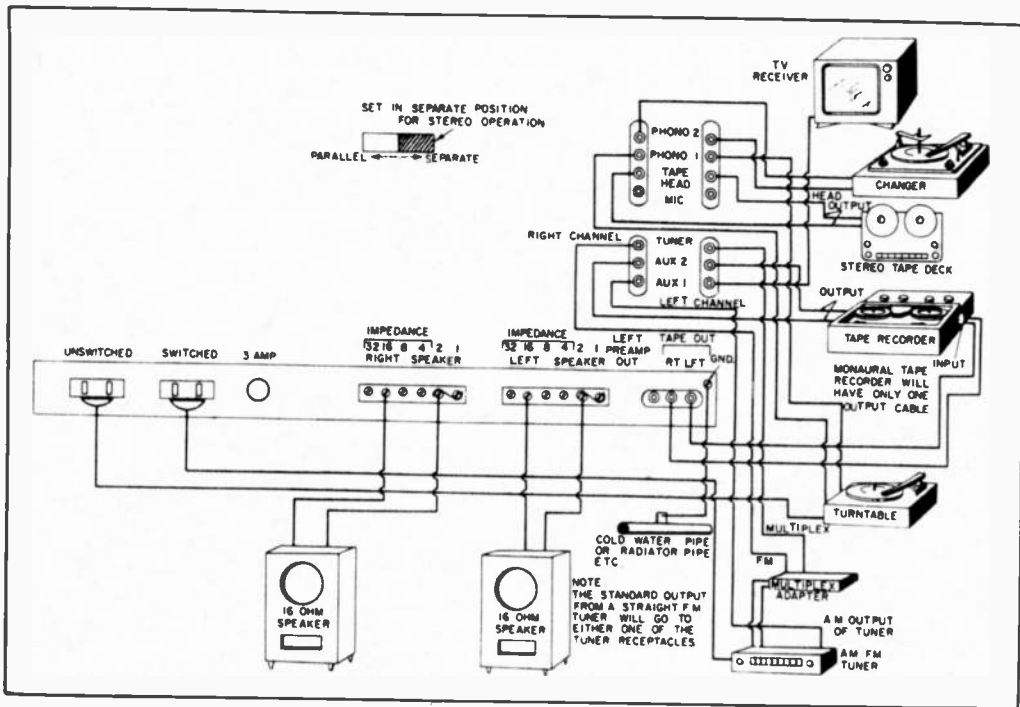 TV
RECEIVER
SET IN SEPARATE POSITION
FOR STEREO OPERATION
PARALLEL
SEPARATE
PHONO 2
PHONO 1
TAPE
HEAD
MIC
CHANGER
HEAD
OUTPUT
STEREO TAPE DECK
RIGHT CHANNEL
TUNER
AUX 2
AUX 1
LEFT CHANNEL
OUTPUT
TAPE RECORDER
INPUT
MONAURAL TAPE
RECORDER WILL
HAVE ONLY ONE
OUTPUT CABLE
UNSWITCHED
SWITCHED
3 AMP
IMPEDANCE
32 16 8 4 2 1
RIGHT SPEAKER
IMPEDANCE
32 16 8 4 2 1
LEFT SPEAKER
LEFT
PREAMP
OUT
TAPE OUT
RT LFT
GND.
TURNTABLE
COLD WATER PIPE
OR RADIATOR PIPE
ETC
MULTIPLEX
FM
MULTIPLEX
ADAPTER
16 OHM
SPEAKER
16 OHM
SPEAKER
NOTE
THE STANDARD OUTPUT
FROM A STRAIGHT FM
TUNER WILL GO TO
EITHER ONE OF THE
TUNER RECEPTACLES
AM OUTPUT
OF TUNER
AM FM
TUNER